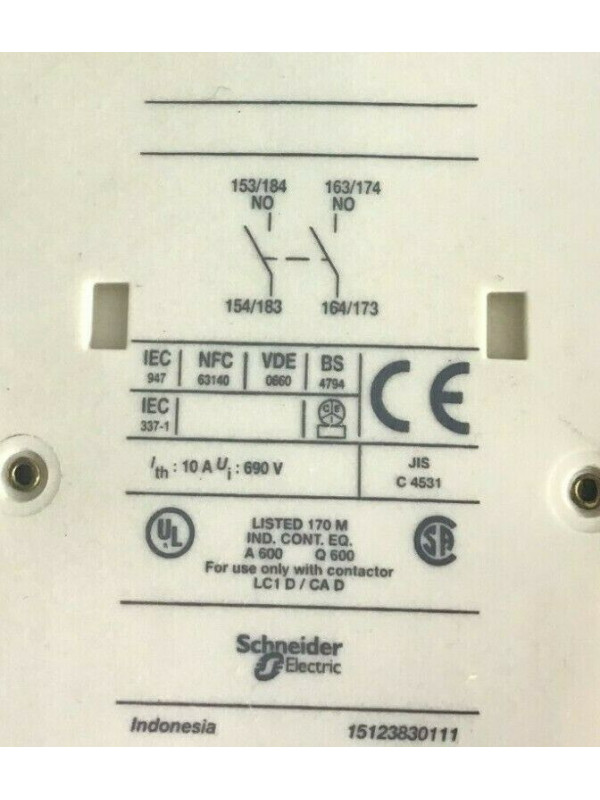 153/184 163/174
NO NO
154/183 164/173
IEC NFC VDE BS
947 63140 0660 4794
CE
IEC
337-1
Ith : 10 A Ui : 690 V
JIS
C 4531
UL
LISTED 170 M
IND. CONT. EQ.
A 600 Q 600
For use only with contactor
LC1 D / CA D
SA
Schneider
Electric
Indonesia 15123830111